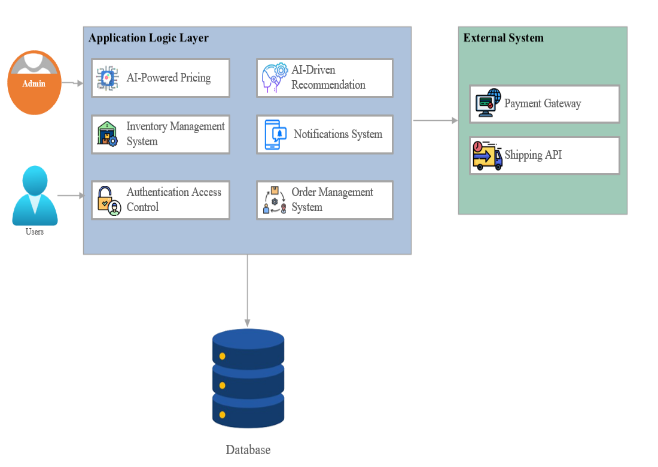 Application Logic Layer
External System
Admin
AI-Powered Pricing
AI-Driven
Recommendation
Payment Gateway
Inventory Management
System
Notifications System
Shipping API
Authentication Access
Control
Order Management
System
Users
Database